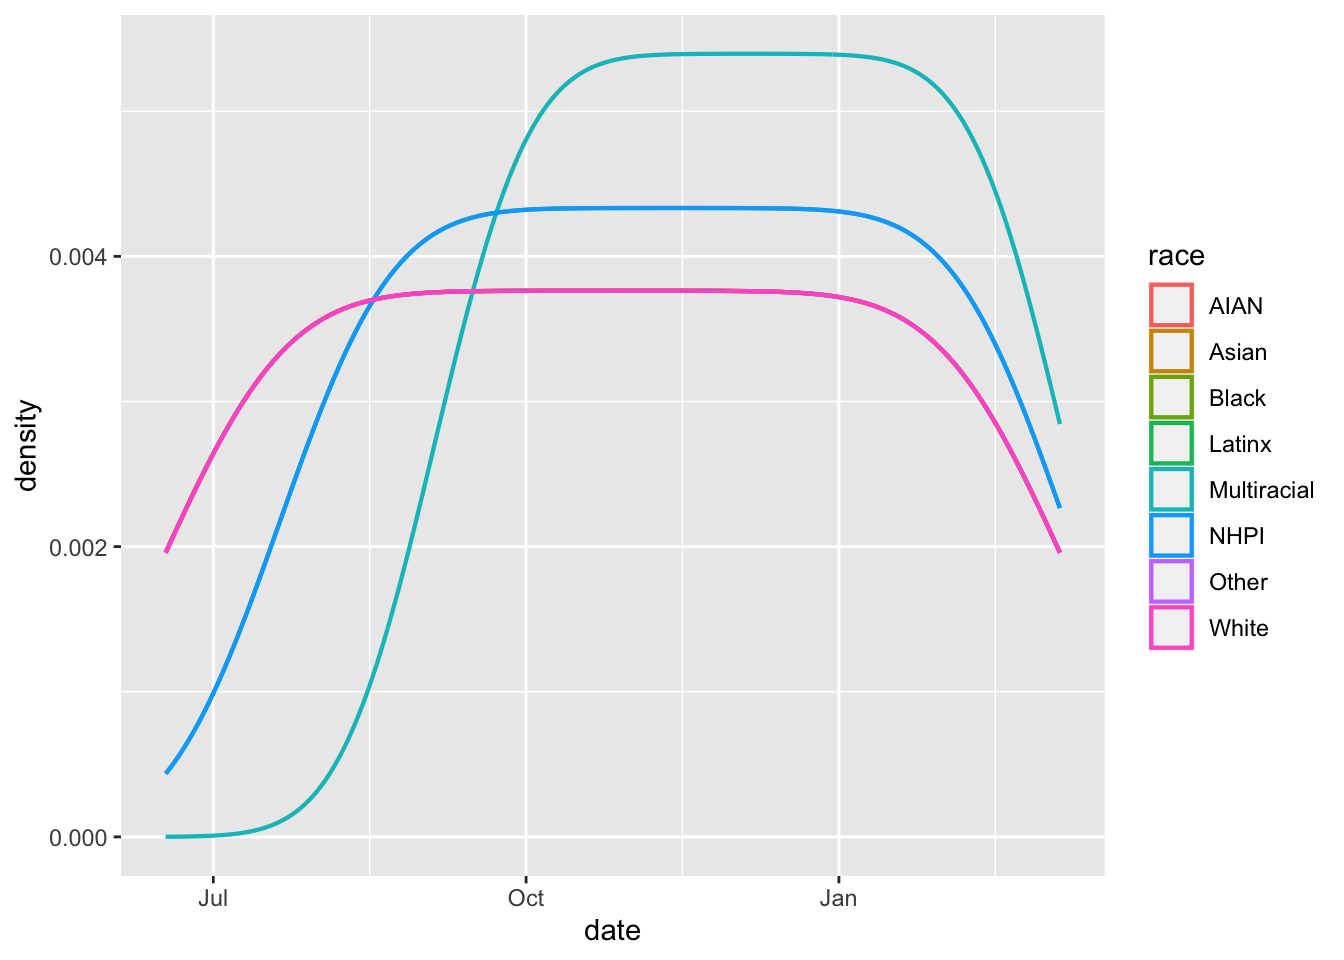 density
0.004
0.002
0.000
Jul
Oct
Jan
date
race
AIAN
Asian
Black
Latinx
Multiracial
NHPI
Other
White